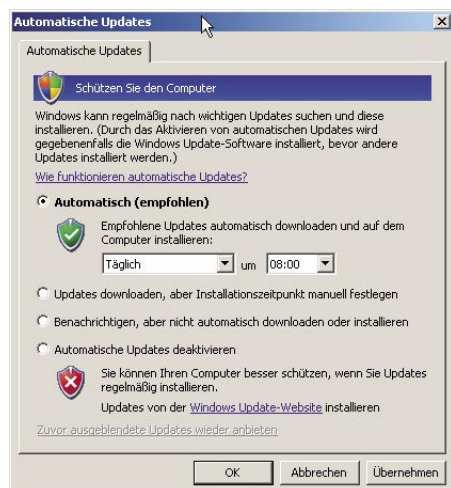 Automatische Updates
Automatische Updates
Schützen Sie den Computer
Windows kann regelmäßig nach wichtigen Updates suchen und diese
installieren. (Durch das Aktivieren von automatischen Updates wird
gegebenenfalls die Windows Update-Software installiert, bevor andere
Updates installiert werden.)
Wie funktionieren automatische Updates?
Automatisch (empfohlen)
Empfohlene Updates automatisch downloaden und auf dem
Computer installieren:
Täglich um 08:00
Updates downloaden, aber Installationszeitpunkt manuell festlegen
Benachrichtigen, aber nicht automatisch downloaden oder installieren
Automatische Updates deaktivieren
Sie können Ihren Computer besser schützen, wenn Sie Updates
regelmäßig installieren.
Updates von der Windows Update-Website installieren
Zuvor ausgeblendete Updates wieder anbieten
OK Abbrechen Übernehmen